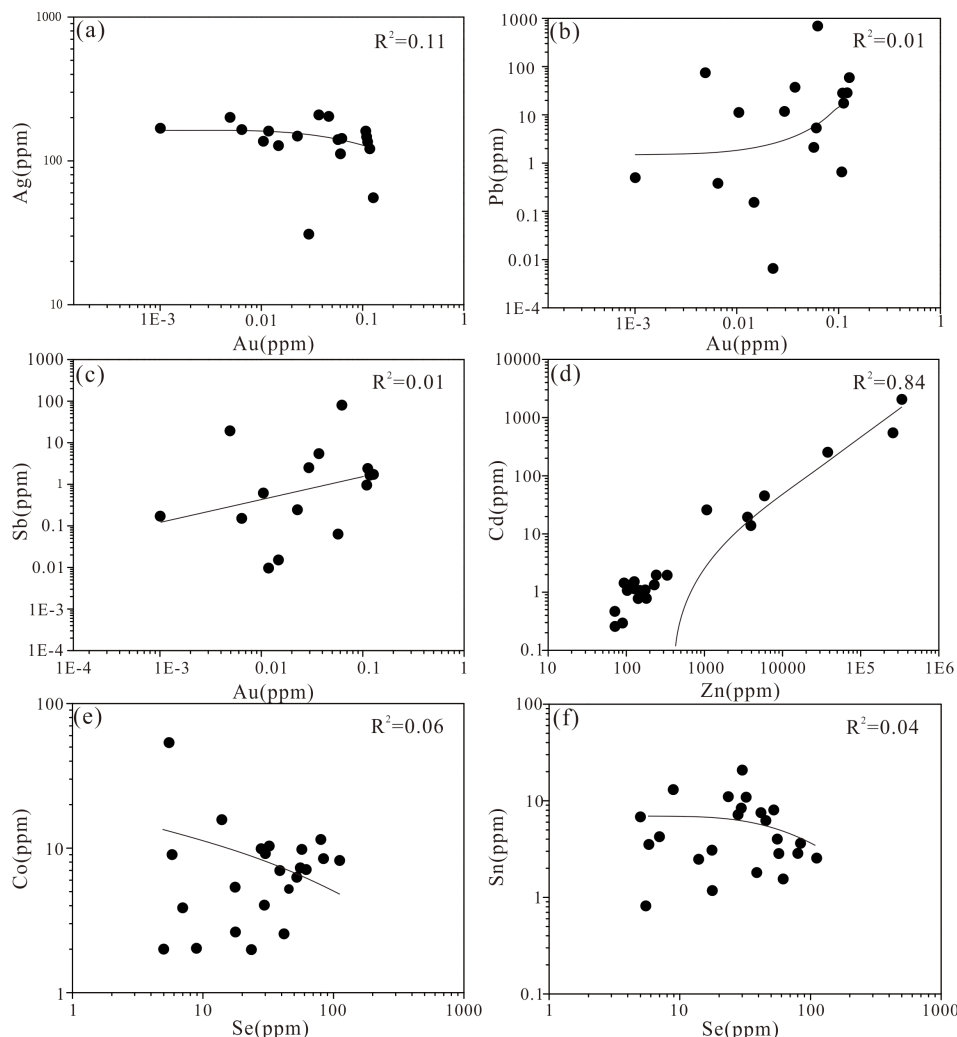 (a)
R²=0.11
1000
100
10
Ag(ppm)
1E-3
0.01
0.1
1
Au(ppm)
(b)
R²=0.01
1000
100
10
1
0.1
0.01
1E-4
Pb(ppm)
1E-3
0.01
0.1
1
Au(ppm)
(c)
R²=0.01
1000
100
10
1
0.1
0.01
1E-3
1E-4
Sb(ppm)
1E-4
1E-3
0.01
0.1
1
Au(ppm)
(d)
R²=0.84
10000
1000
100
10
1
0.1
Cd(ppm)
10
100
1000
10000
1E5
1E6
Zn(ppm)
(e)
R²=0.06
100
10
1
Co(ppm)
1
10
100
1000
Se(ppm)
(f)
R²=0.04
100
10
1
0.1
Sn(ppm)
1
10
100
1000
Se(ppm)